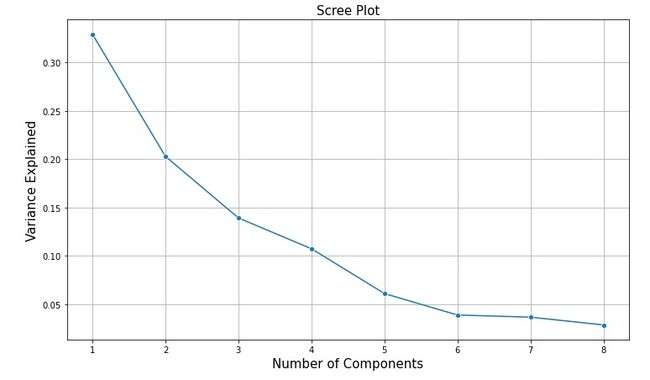 Scree Plot
Variance Explained
0.30
0.25
0.20
0.15
0.10
0.05
1 2 3 4 5 6 7 8
Number of Components